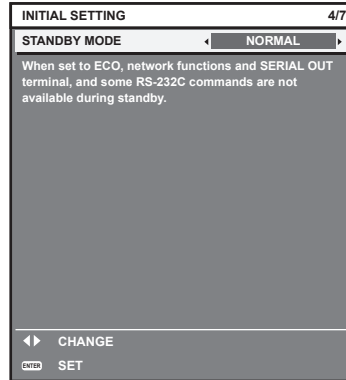 INITIAL SETTING 4/7
STANDBY MODE NORMAL
When set to ECO, network functions and SERIAL OUT
terminal, and some RS-232C commands are not
available during standby.
CHANGE
ENTER SET